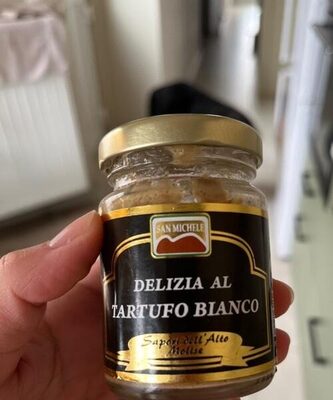 SAN MICHELE
DELIZIA AL
TARTUFO BIANCO
Sapori dell'Alto
Molise